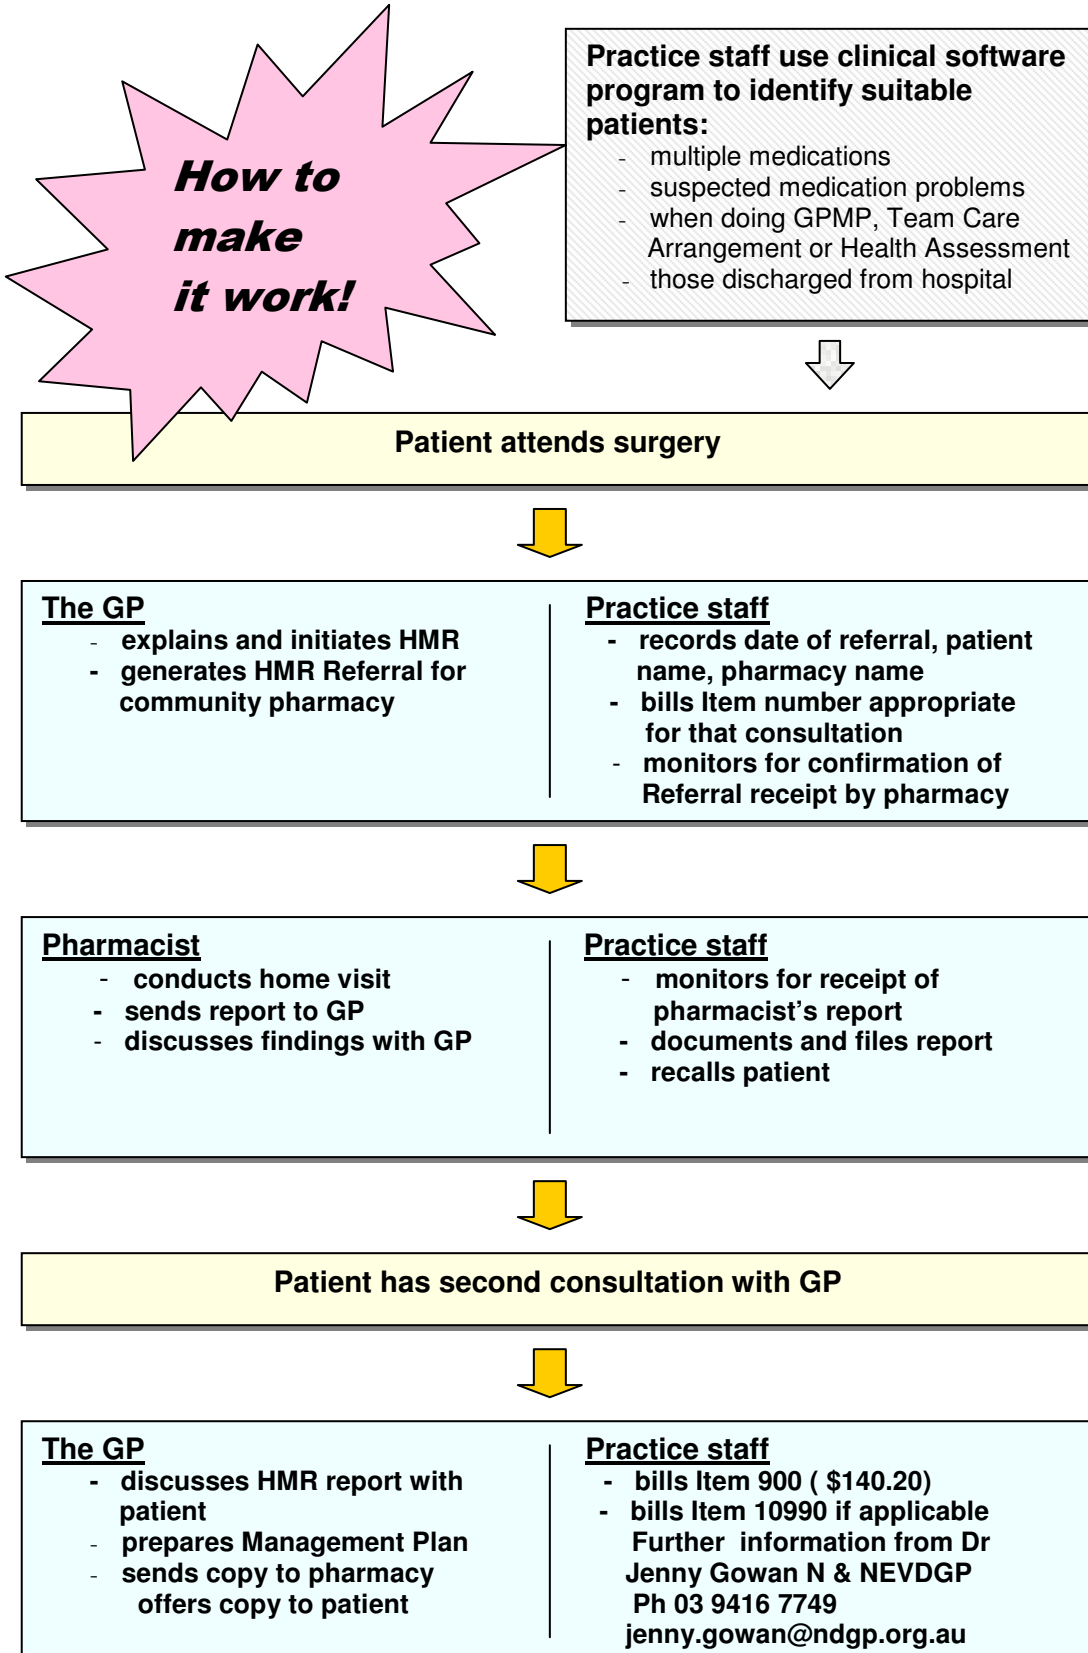 How to
make
it work!
Practice staff use clinical software
program to identify suitable
patients:
- multiple medications
- suspected medication problems
- when doing GPMP, Team Care
Arrangement or Health Assessment
- those discharged from hospital
Patient attends surgery
The GP
- explains and initiates HMR
- generates HMR Referral for
community pharmacy
Practice staff
- records date of referral, patient
name, pharmacy name
- bills Item number appropriate
for that consultation
- monitors for confirmation of
Referral receipt by pharmacy
Pharmacist
- conducts home visit
- sends report to GP
- discusses findings with GP
Practice staff
- monitors for receipt of
pharmacist's report
- documents and files report
- recalls patient
Patient has second consultation with GP
The GP
- discusses HMR report with
patient
- prepares Management Plan
- sends copy to pharmacy
offers copy to patient
Practice staff
- bills Item 900 ( $140.20)
- bills Item 10990 if applicable
Further information from Dr
Jenny Gowan N & NEVDGP
Ph 03 9416 7749
jenny.gowan@ndgp.org.au